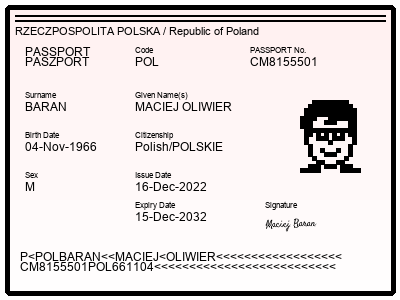 RZECZPOSPOLITA POLSKA / Republic of Poland
PASSPORT
PASZPORT
Code
POL
PASSPORT No.
CM8155501
Surname
BARAN
Given Name(s)
MACIEJ OLIWIER
Birth Date
04-Nov-1966
Citizenship
Polish/POLSKIE
Sex
M
Issue Date
16-Dec-2022
Expiry Date
15-Dec-2032
Signature
Maciej Baran
P<POLBARAN<<MACIEJ<OLIWIER<<<<<<<<<<<<<<<<<<<
CM8155501POL661104<<<<<<<<<<<<<<<<<<<<<<<<<<<